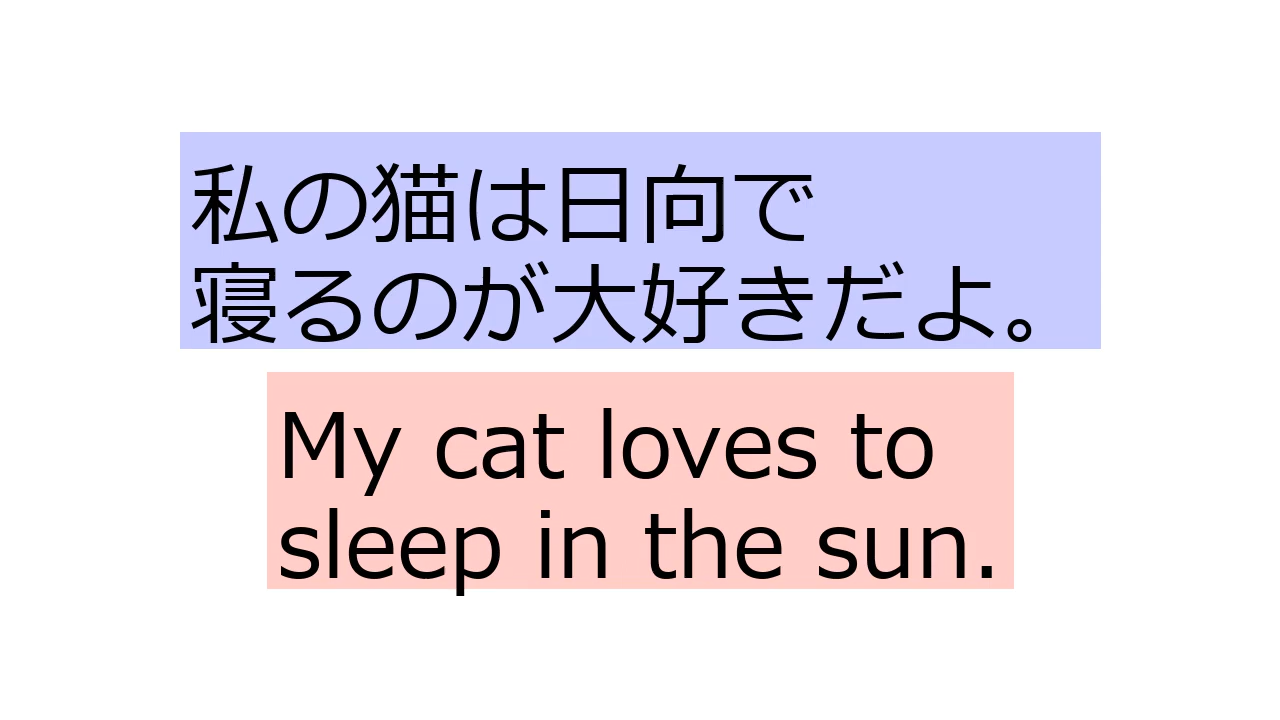 私の猫は日向で
寝るのが大好きだよ。
My cat loves to
sleep in the sun.